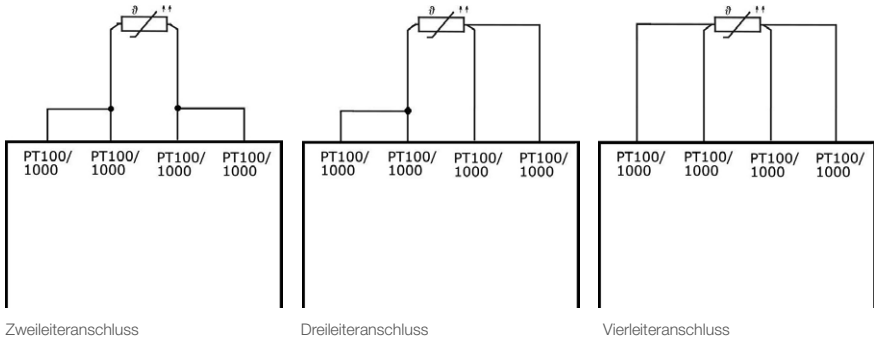 ϑ ↑↑ ϑ ↑↑ ϑ ↑↑
PT100/ PT100/ PT100/ PT100/ PT100/ PT100/ PT100/ PT100/ PT100/ PT100/ PT100/ PT100/
1000 1000 1000 1000 1000 1000 1000 1000 1000 1000 1000 1000
Zweileiteranschluss Dreileiteranschluss Vierleiteranschluss